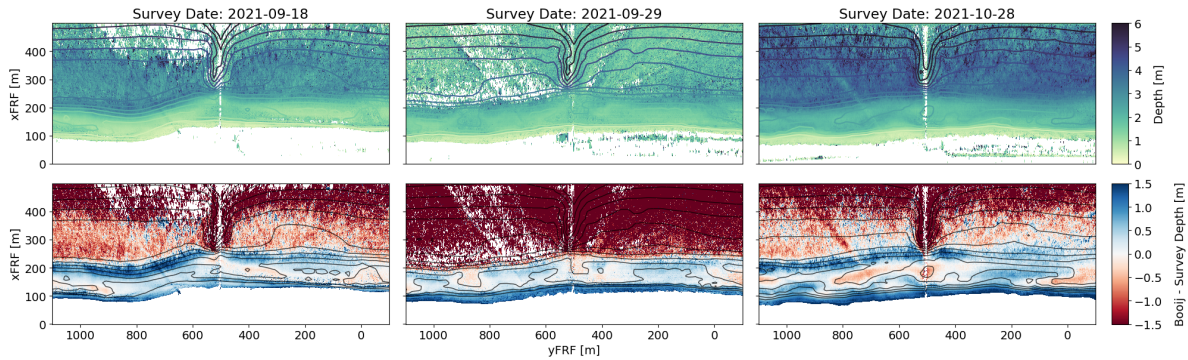 Survey Date: 2021-09-18
Survey Date: 2021-09-29
Survey Date: 2021-10-28
xFRF [m]
400
300
200
100
0
6
5
4
3
2
1
0
Depth [m]
xFRF [m]
400
300
200
100
0
1000 800 600 400 200 0
1000 800 600 400 200 0
1000 800 600 400 200 0
yFRF [m]
1.5
1.0
0.5
0.0
−0.5
−1.0
−1.5
Booij - Survey Depth [m]